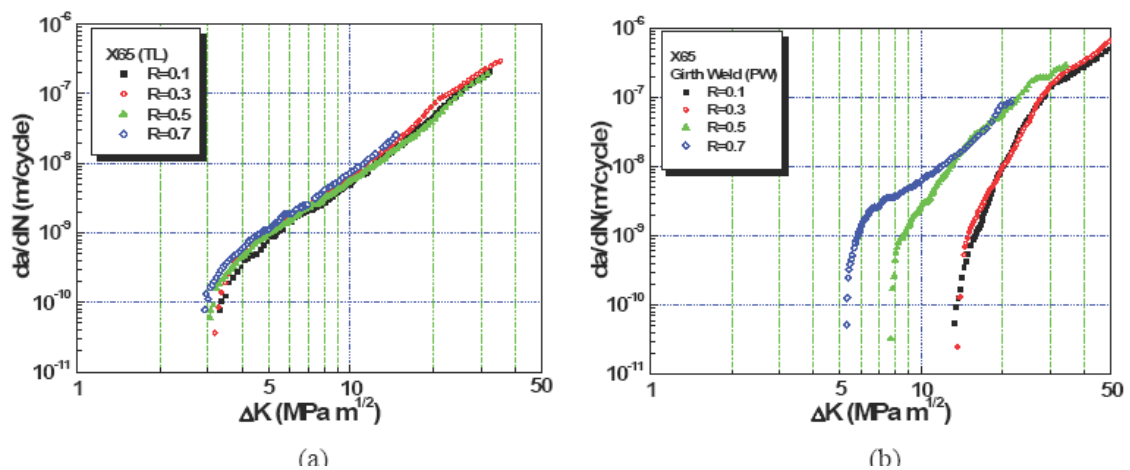 10⁻⁶
10⁻⁷
10⁻⁸
10⁻⁹
10⁻¹⁰
10⁻¹¹
da/dN (m/cycle)
X65 (TL)
R=0.1
R=0.3
R=0.5
R=0.7
1
5
10
50
ΔK (MPa m^1/2)
(a)
10⁻⁶
10⁻⁷
10⁻⁸
10⁻⁹
10⁻¹⁰
10⁻¹¹
da/dN(m/cycle)
X65
Girth Weld (PW)
R=0.1
R=0.3
R=0.5
R=0.7
1
5
10
50
ΔK (MPa m^1/2)
(b)